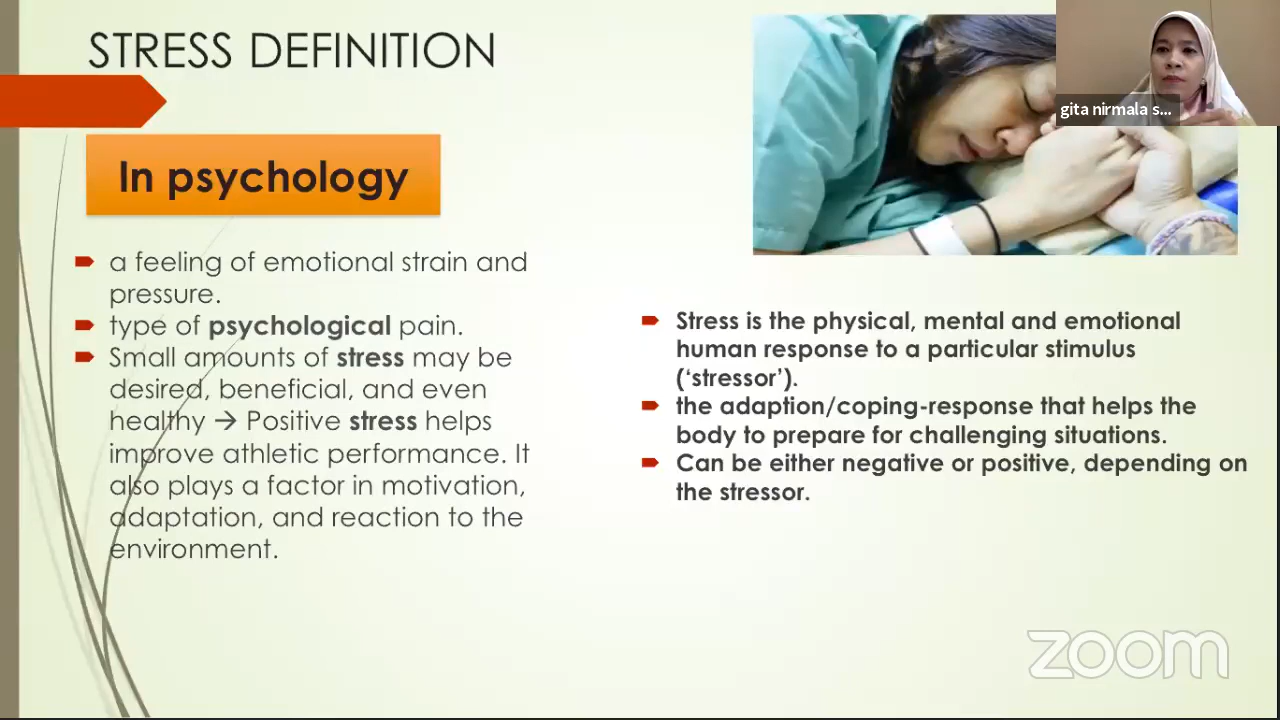 STRESS DEFINITION
gita nirmala s...
In psychology
a feeling of emotional strain and
pressure.
type of psychological pain.
Small amounts of stress may be
desired, beneficial, and even
healthy → Positive stress helps
improve athletic performance. It
also plays a factor in motivation,
adaptation, and reaction to the
environment.
Stress is the physical, mental and emotional
human response to a particular stimulus
(‘stressor’).
the adaption/coping-response that helps the
body to prepare for challenging situations.
Can be either negative or positive, depending on
the stressor.
zoom